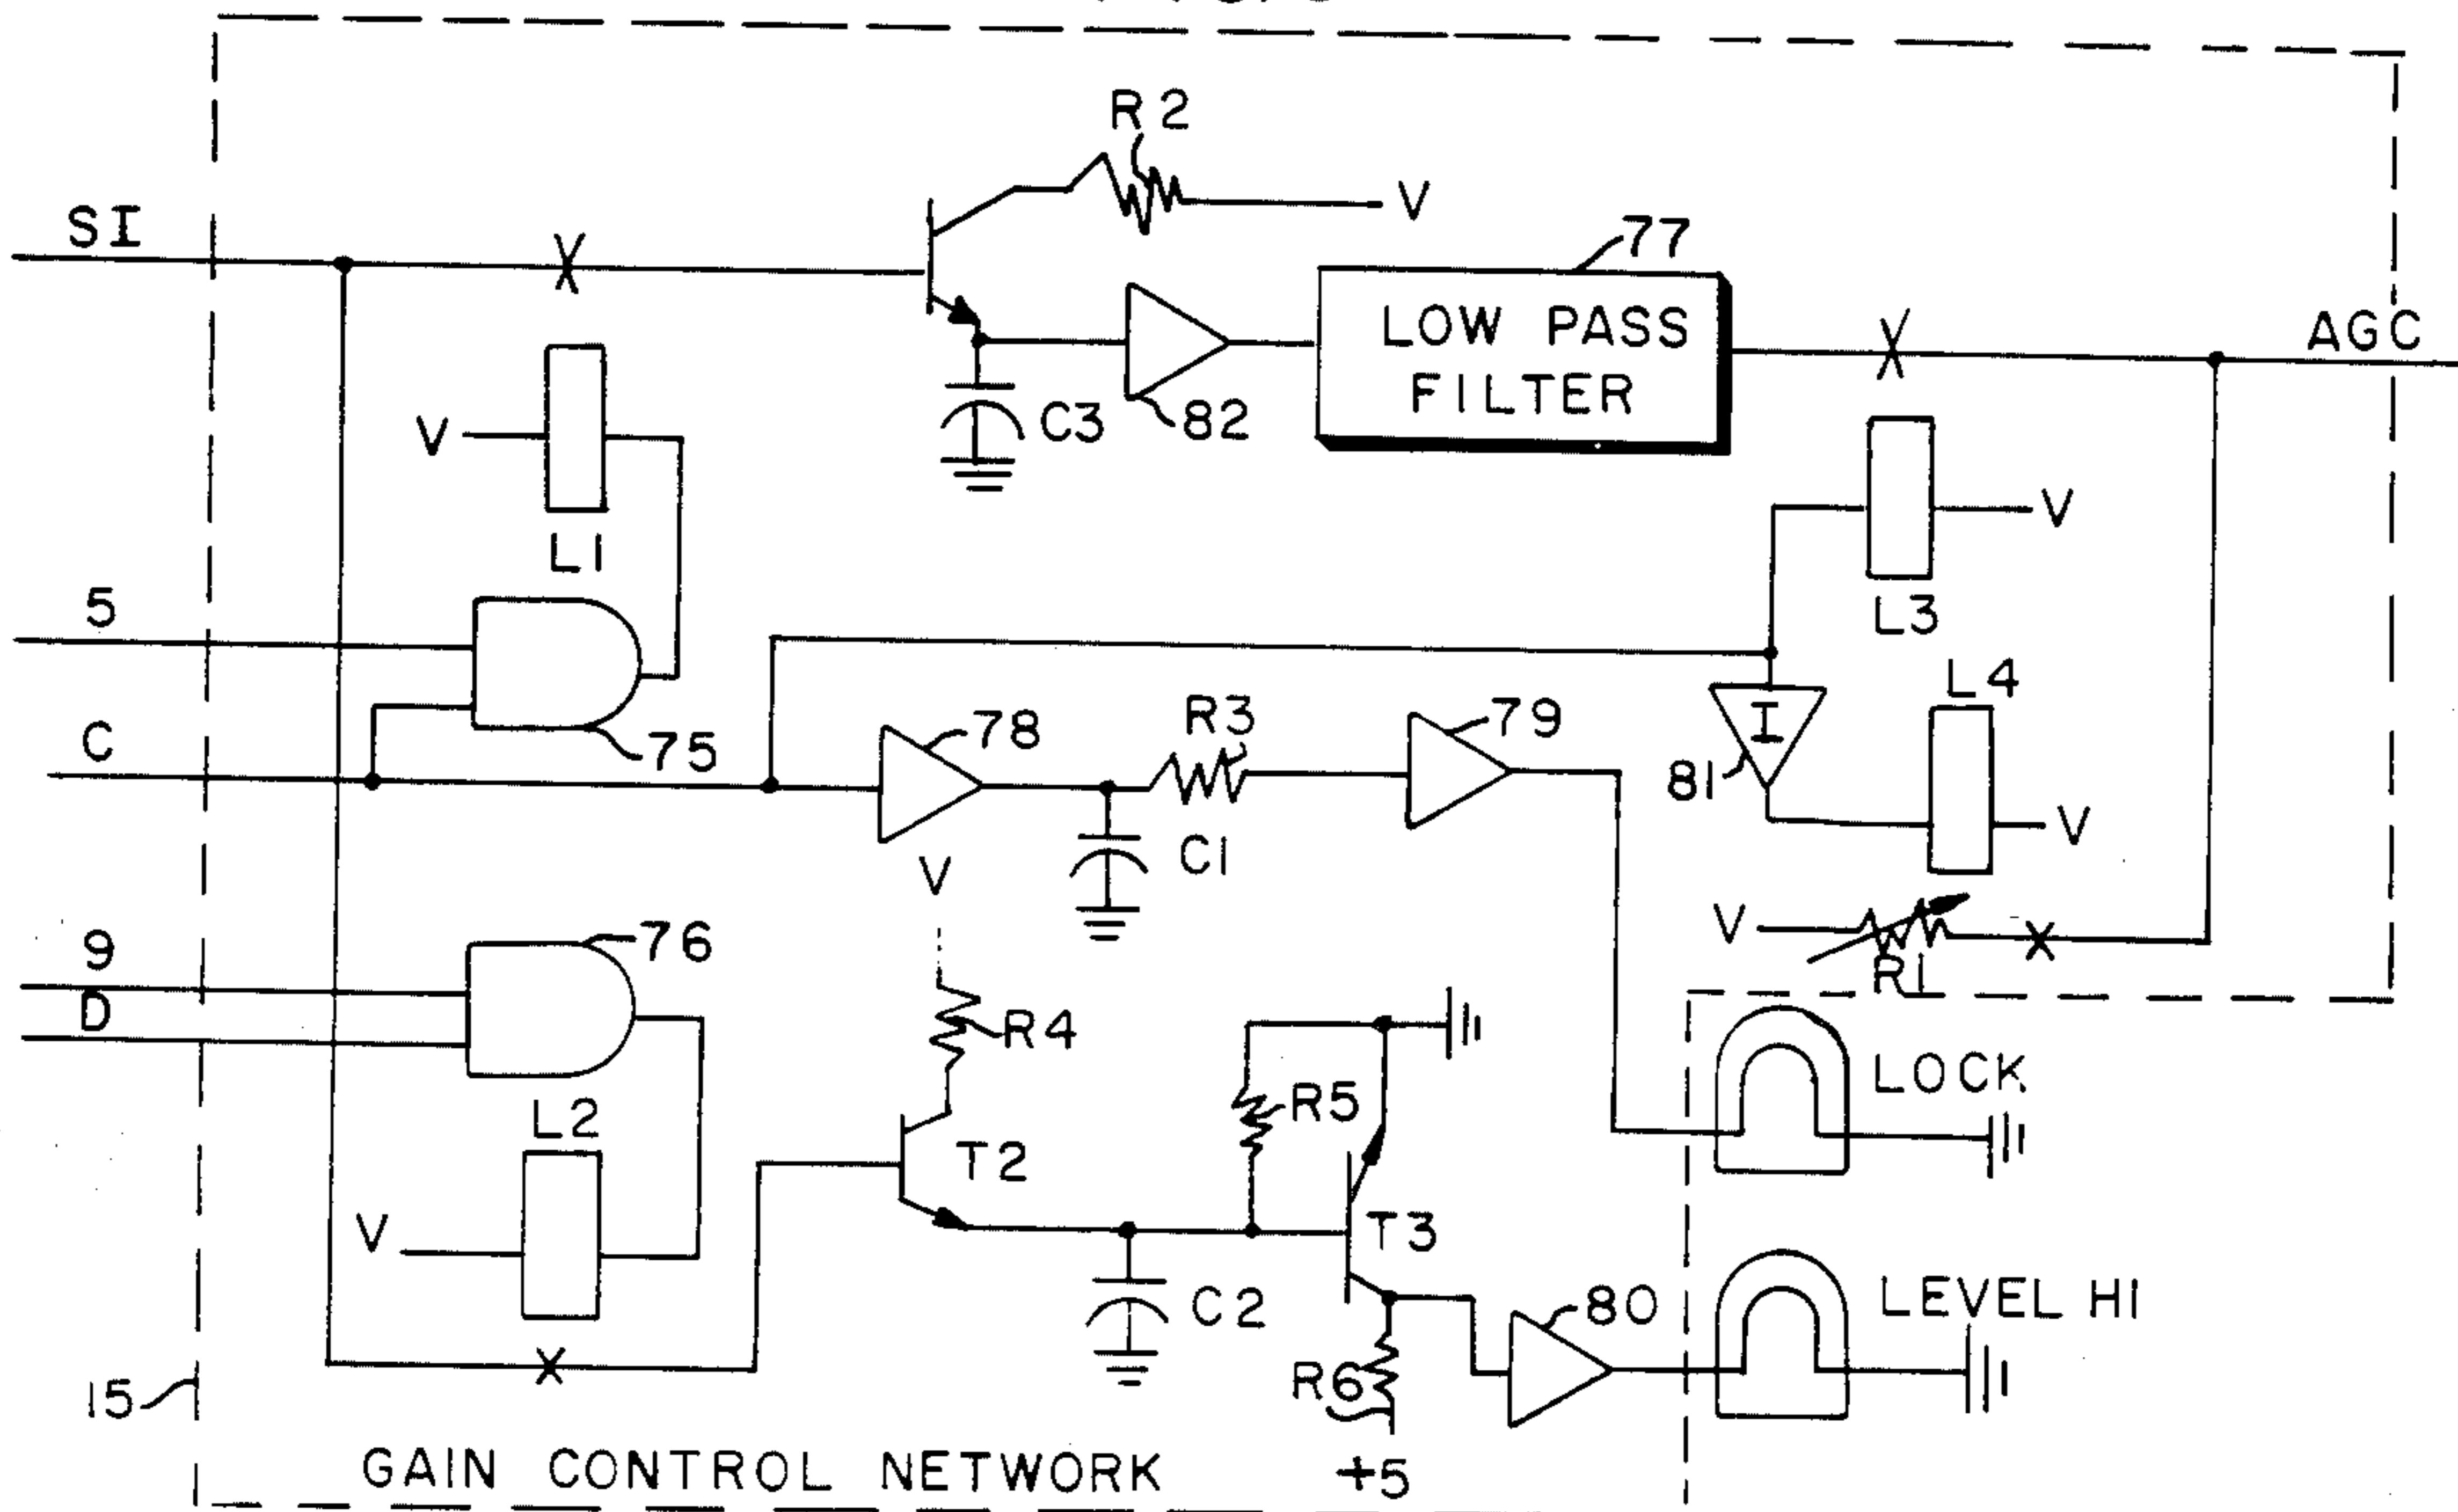 R2
SI
V
77
LOW PASS
FILTER
AGC
C3
82
V
L1
V
L3
5
75
C
78
R3
79
L4
I
81
V
C1
V
V
R1
9
76
D
R4
LOCK
L2
R5
T2
V
T3
C2
80
LEVEL HI
R6
15
GAIN CONTROL NETWORK
+5